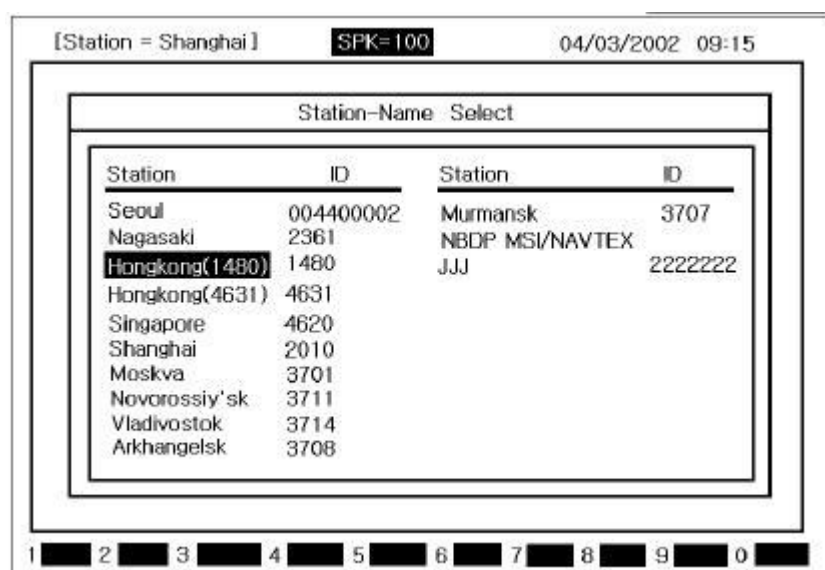 [Station = Shanghai] SPK=100 04/03/2002 09:15
Station-Name Select
Station ID Station ID
Seoul 004400002 Murmansk 3707
Nagasaki 2361 NBDP MSI/NAVTEX
Hongkong(1480) 1480 JJJ 2222222
Hongkong(4631) 4631
Singapore 4620
Shanghai 2010
Moskva 3701
Novorossiy'sk 3711
Vladivostok 3714
Arkhangelsk 3708
1 2 3 4 5 6 7 8 9 0